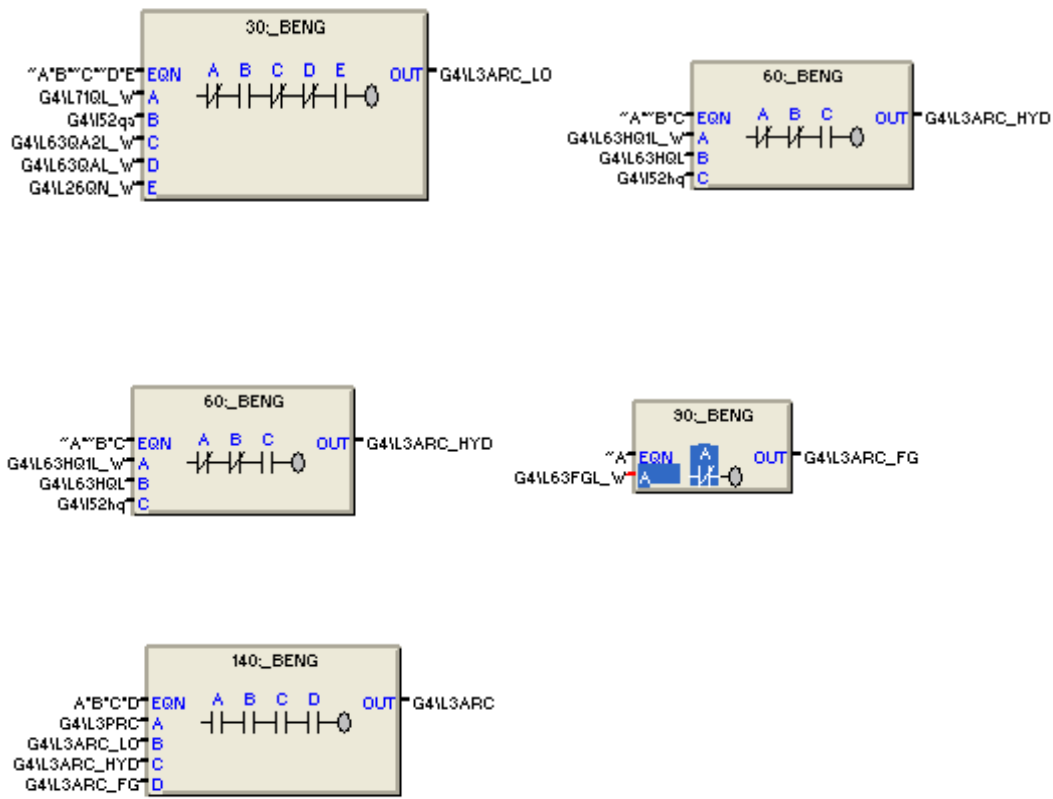 30:_BENG
~A*B*~C*~D*E EQN A B C D E OUT G4\L3ARC_LO
G4\L71QL_W A
G4\l52qs B
G4\L63QA2L_W C
G4\L63QAL_W D
G4\L26QN_W E
60:_BENG
~A*~B*C EQN A B C OUT G4\L3ARC_HYD
G4\L63HQ1L_W A
G4\L63HQL B
G4\l52hq C
60:_BENG
~A*~B*C EQN A B C OUT G4\L3ARC_HYD
G4\L63HQ1L_W A
G4\L63HQL B
G4\l52hq C
90:_BENG
~A EQN A OUT G4\L3ARC_FG
G4\L63FGL_W A
140:_BENG
A*B*C*D EQN A B C D OUT G4\L3ARC
G4\L3PRC A
G4\L3ARC_LO B
G4\L3ARC_HYD C
G4\L3ARC_FG D